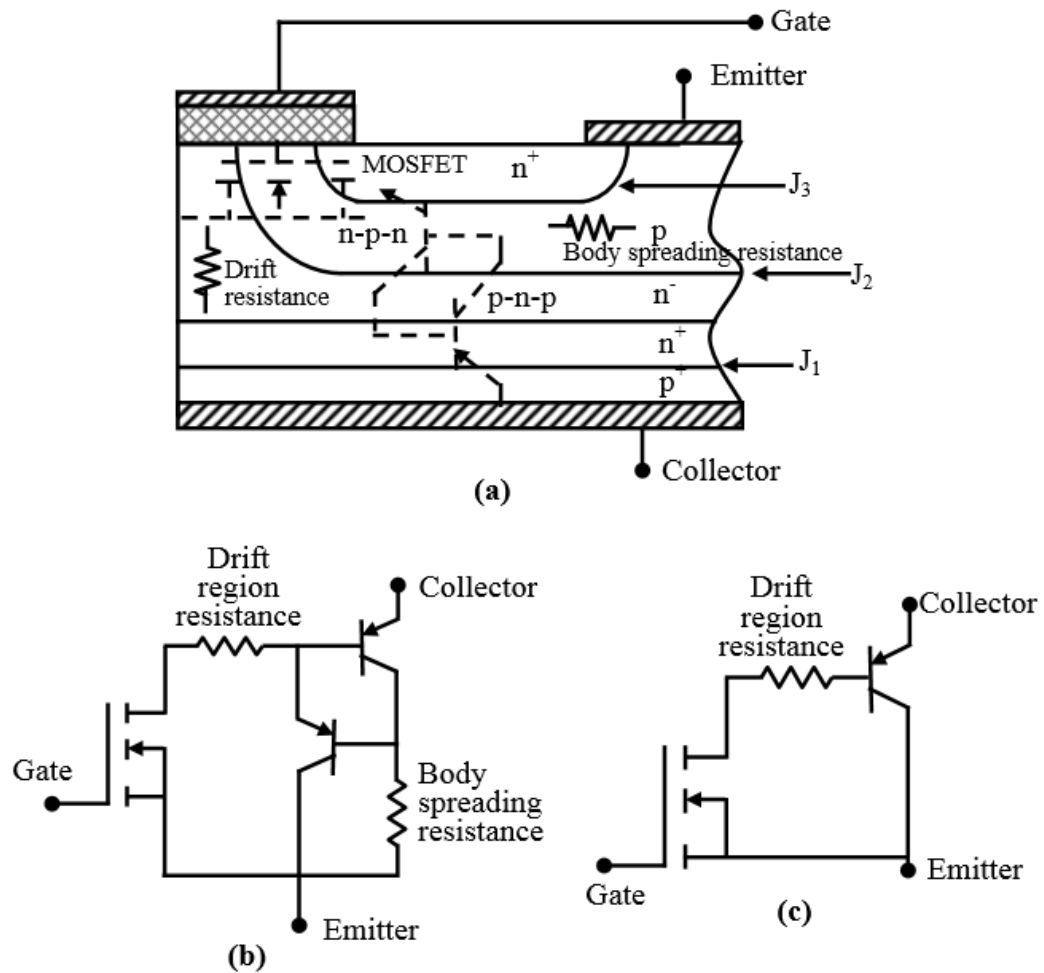 Gate
Emitter
MOSFET
n+
J3
n-p-n
p
Body spreading resistance
Drift
resistance
J2
p-n-p
n-
n+
J1
p+
Collector
(a)
Drift
region
resistance
Collector
Gate
Body
spreading
resistance
Emitter
(b)
Drift
region
resistance
Collector
Gate
Emitter
(c)